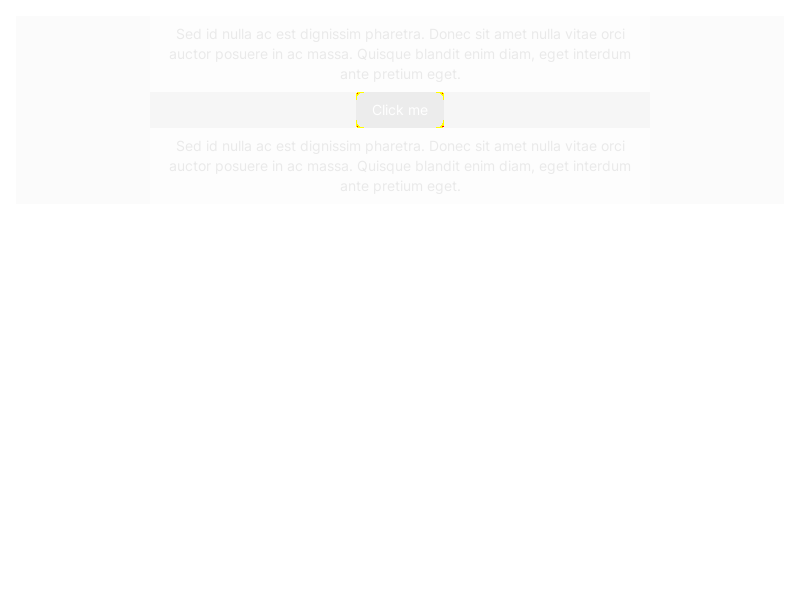 Sed id nulla ac est dignissim pharetra. Donec sit amet nulla vitae orci
auctor posuere in ac massa. Quisque blandit enim diam, eget interdum
ante pretium eget.
Click me
Sed id nulla ac est dignissim pharetra. Donec sit amet nulla vitae orci
auctor posuere in ac massa. Quisque blandit enim diam, eget interdum
ante pretium eget.